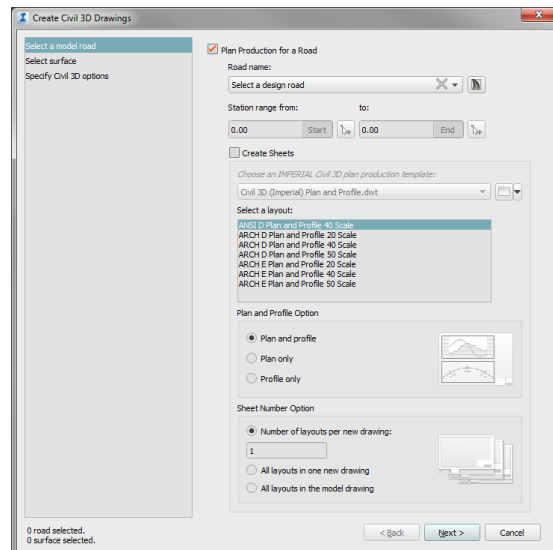 Create Civil 3D Drawings
Select a model road
Select surface
Specify Civil 3D options
Plan Production for a Road
Road name:
Select a design road
Station range from: to:
0.00 Start 0.00 End
Create Sheets
Choose an IMPERIAL Civil 3D plan production template:
Civil 3D (Imperial) Plan and Profile.dwt
Select a layout:
ANSI D Plan and Profile 40 Scale
ARCH D Plan and Profile 20 Scale
ARCH D Plan and Profile 40 Scale
ARCH D Plan and Profile 50 Scale
ARCH E Plan and Profile 20 Scale
ARCH E Plan and Profile 40 Scale
ARCH E Plan and Profile 50 Scale
Plan and Profile Option
Plan and profile
Plan only
Profile only
Sheet Number Option
Number of layouts per new drawing:
1
All layouts in one new drawing
All layouts in the model drawing
0 road selected.
0 surface selected.
< Back Next > Cancel